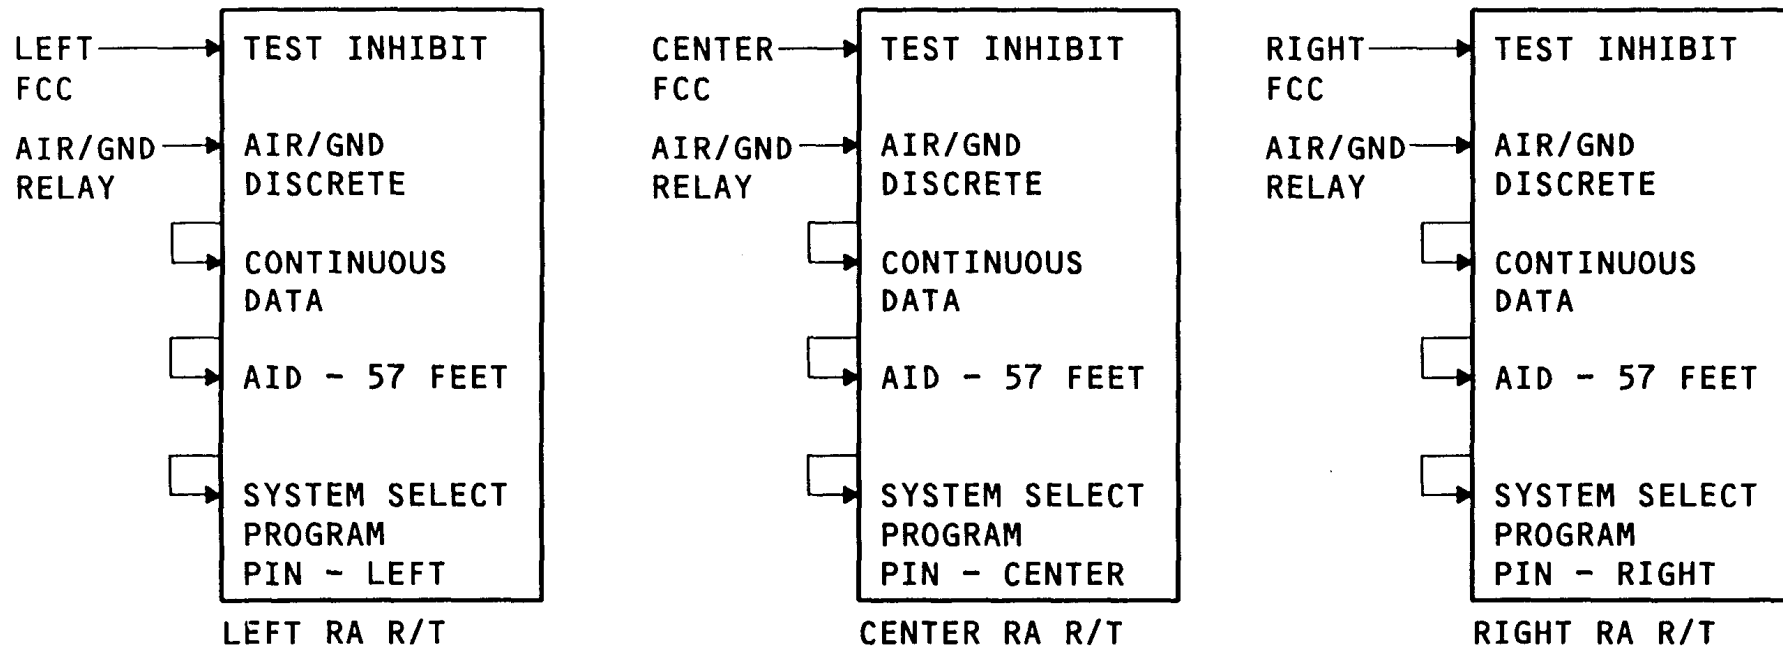 LEFT
FCC
AIR/GND
RELAY
TEST INHIBIT
AIR/GND
DISCRETE
CONTINUOUS
DATA
AID - 57 FEET
SYSTEM SELECT
PROGRAM
PIN - LEFT
LEFT RA R/T
CENTER
FCC
AIR/GND
RELAY
TEST INHIBIT
AIR/GND
DISCRETE
CONTINUOUS
DATA
AID - 57 FEET
SYSTEM SELECT
PROGRAM
PIN - CENTER
CENTER RA R/T
RIGHT
FCC
AIR/GND
RELAY
TEST INHIBIT
AIR/GND
DISCRETE
CONTINUOUS
DATA
AID - 57 FEET
SYSTEM SELECT
PROGRAM
PIN - RIGHT
RIGHT RA R/T